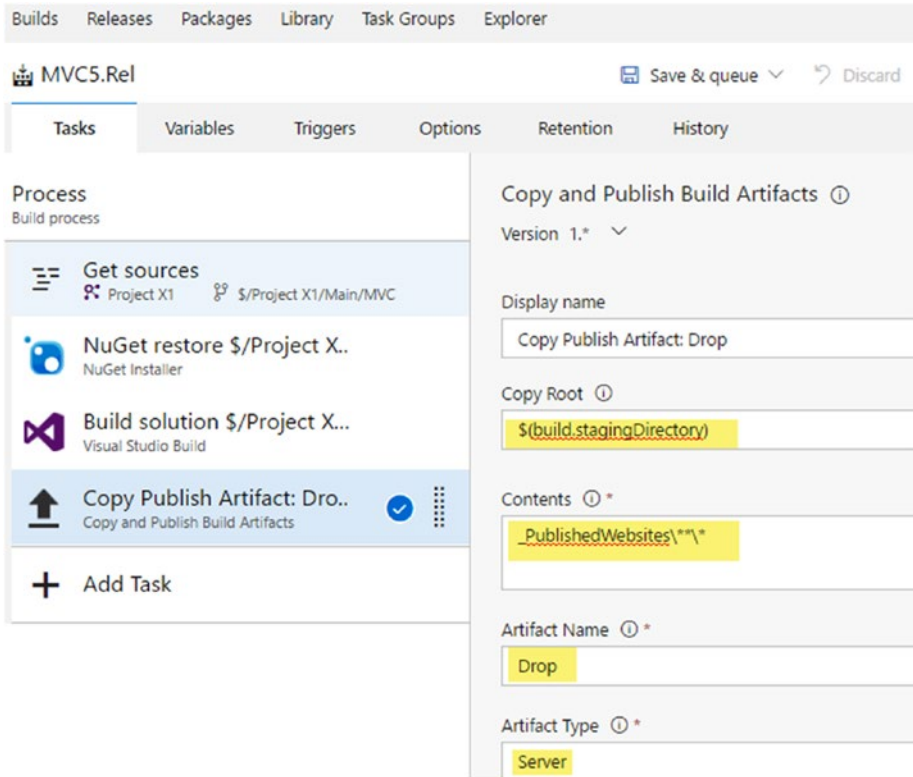 Builds Releases Packages Library Task Groups Explorer
MVC5.Rel Save & queue Discard
Tasks Variables Triggers Options Retention History
Process
Build process
Get sources
Project X1 $/Project X1/Main/MVC
NuGet restore $/Project X..
NuGet Installer
Build solution $/Project X...
Visual Studio Build
Copy Publish Artifact: Dro..
Copy and Publish Build Artifacts
Add Task
Copy and Publish Build Artifacts
Version 1.*
Display name
Copy Publish Artifact: Drop
Copy Root
$(build.stagingDirectory)
Contents *
_PublishedWebsites\**\*
Artifact Name *
Drop
Artifact Type *
Server